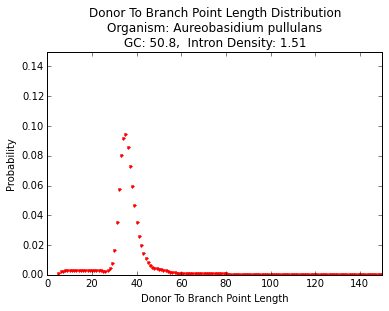 Donor To Branch Point Length Distribution
Organism: Aureobasidium pullulans
GC: 50.8,  Intron Density: 1.51
0.14
0.12
0.10
0.08
0.06
0.04
0.02
0.00
Probability
0 20 40 60 80 100 120 140
Donor To Branch Point Length